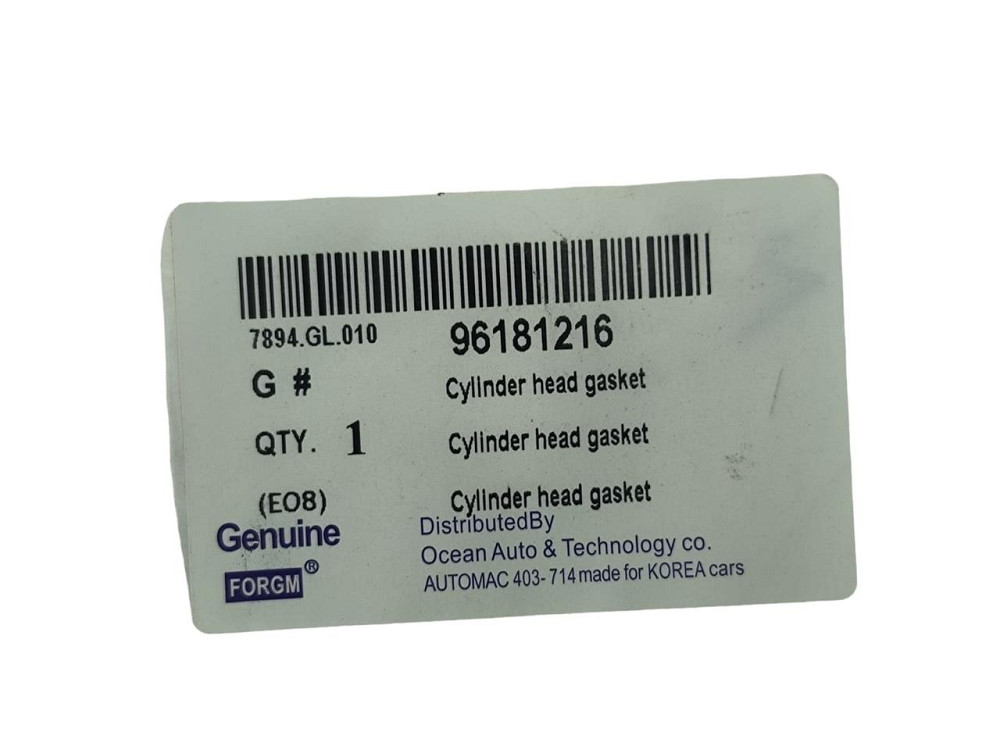 7894.GL.010 96181216
G # Cylinder head gasket
QTY. 1 Cylinder head gasket
(EO8) Cylinder head gasket
Genuine DistributedBy
Ocean Auto & Technology co.
FORGM® AUTOMAC 403-714 made for KOREA cars